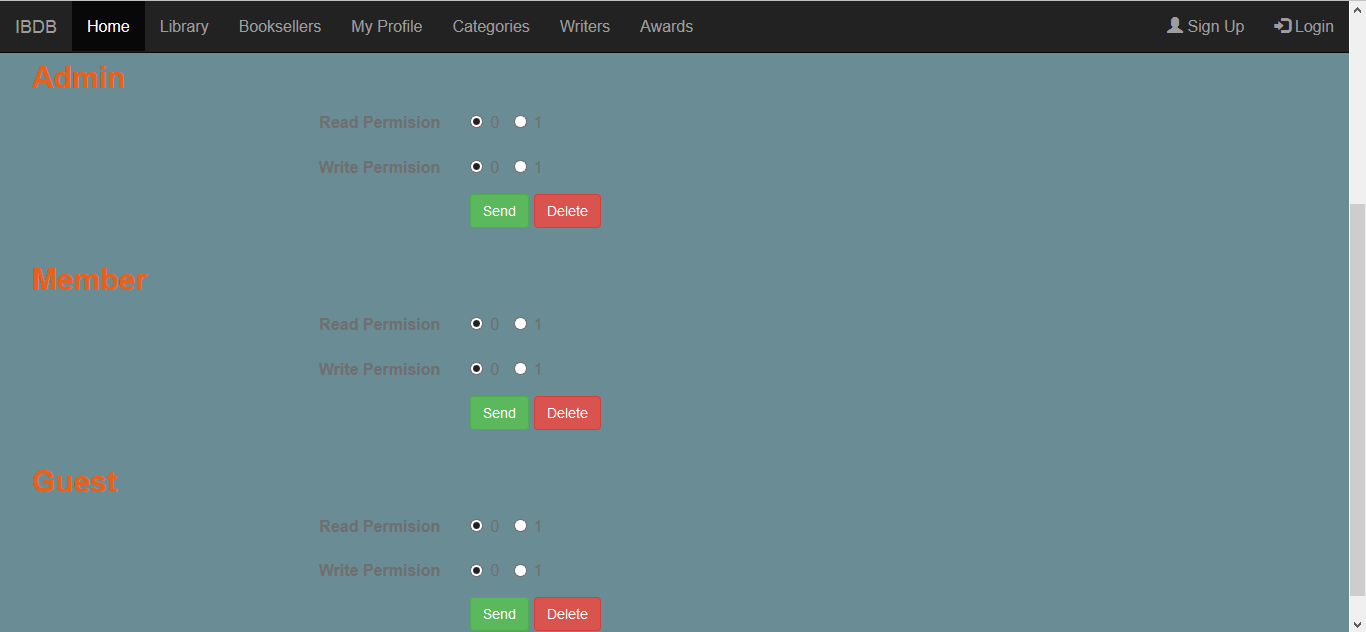 IBDB Home Library Booksellers My Profile Categories Writers Awards Sign Up Login
Admin
Read Permision 0 1
Write Permision 0 1
Send Delete
Member
Read Permision 0 1
Write Permision 0 1
Send Delete
Guest
Read Permision 0 1
Write Permision 0 1
Send Delete